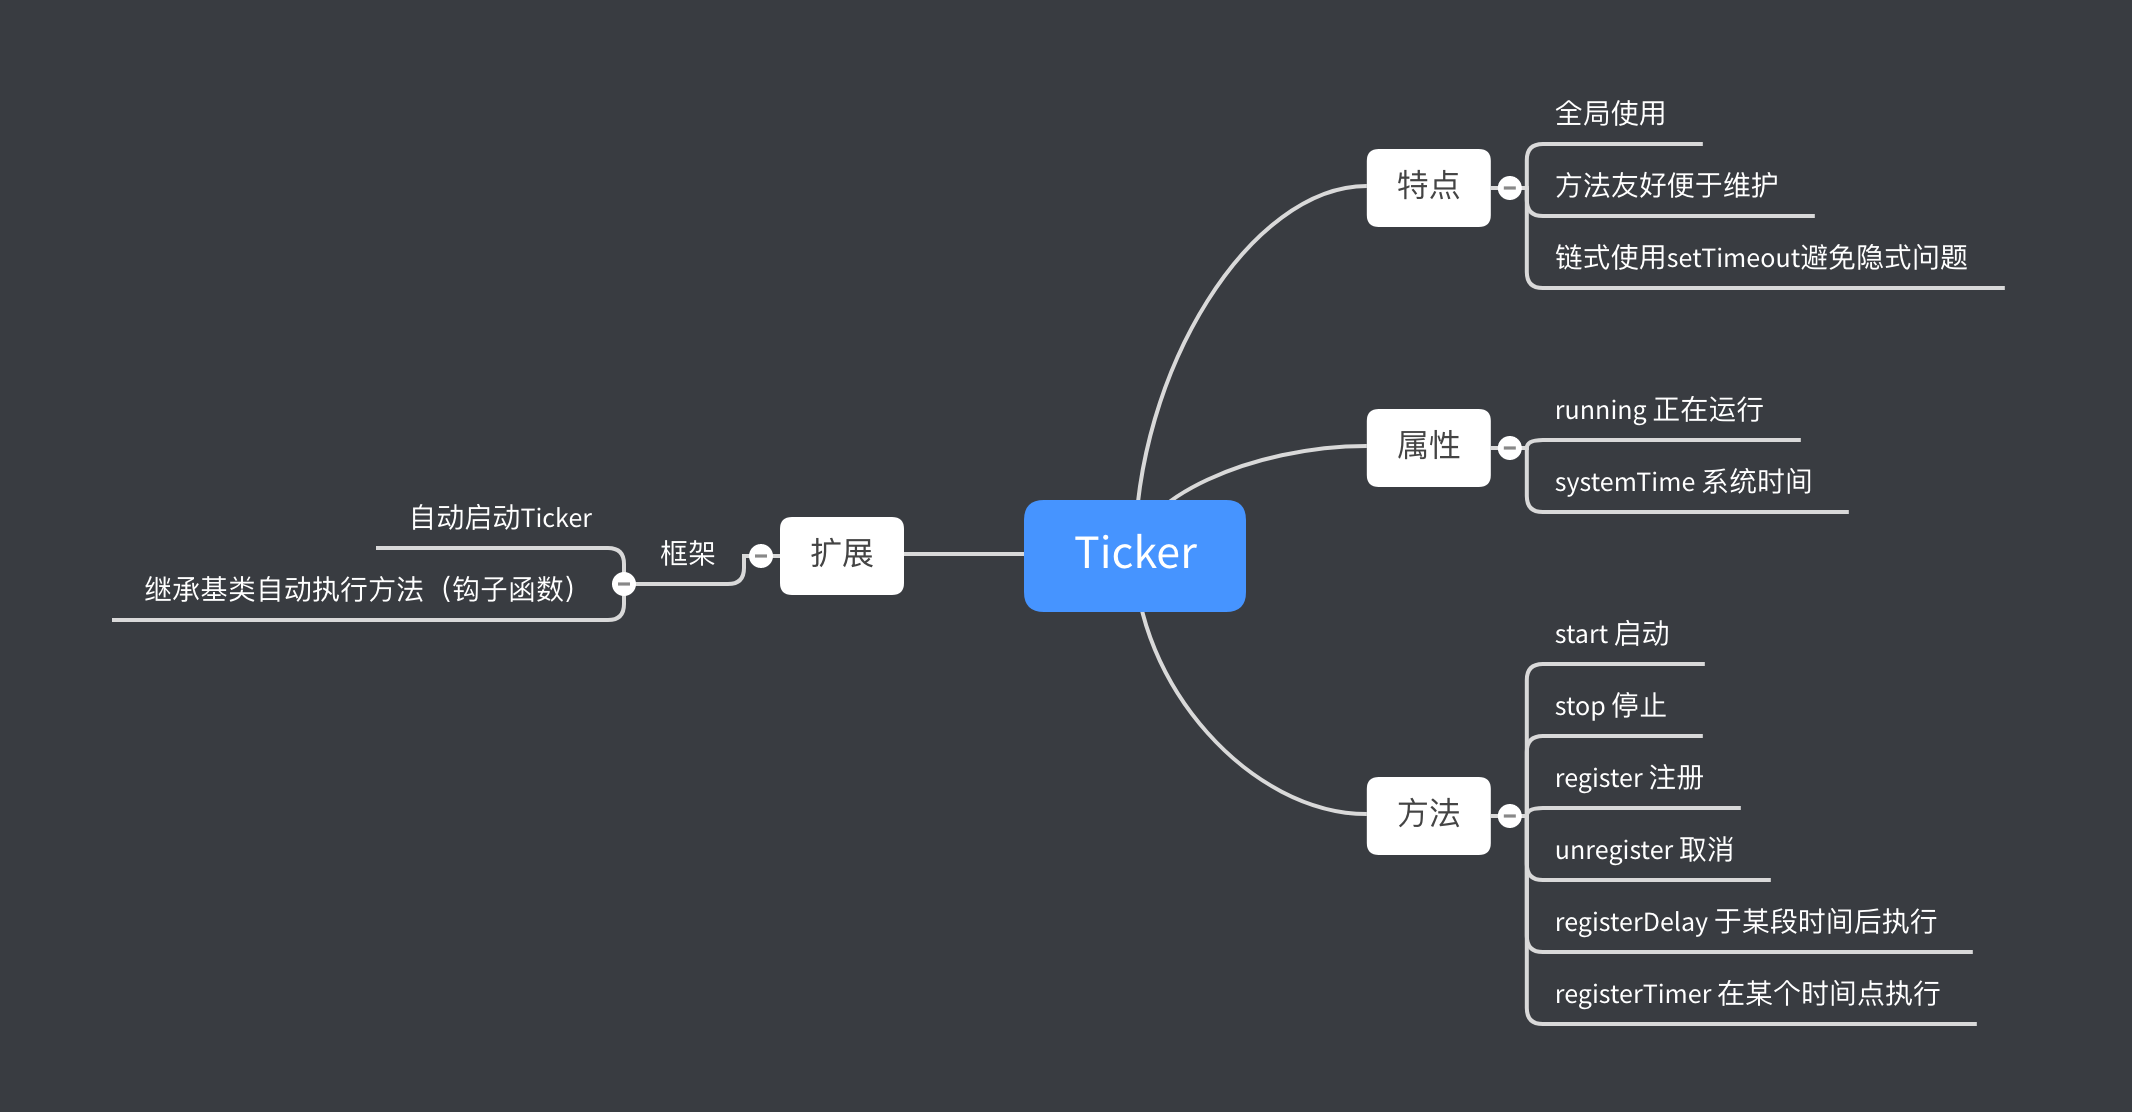 Ticker
特点
全局使用
方法友好便于维护
链式使用setTimeout避免隐式问题
属性
running 正在运行
systemTime 系统时间
方法
start 启动
stop 停止
register 注册
unregister 取消
registerDelay 于某段时间后执行
registerTimer 在某个时间点执行
扩展
框架
自动启动Ticker
继承基类自动执行方法（钩子函数）